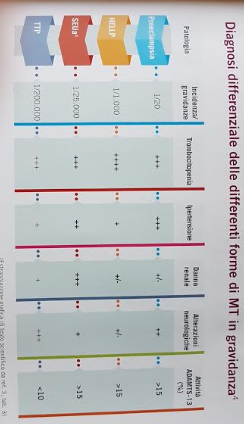 Diagnosi differenziale delle differenti forme di MT in gravidanza⁴
Patologia
Incidenza/
gravidanze
Trombocitopenia
Ipertensione
Danno
renale
Alterazioni
neurologiche
Attività
ADAMTS-13
(%)
Preeclampsia
1/20
+++
+++
+/-
++
>15
HELLP
1/1.000
++++
+
+/-
+/-
>15
SEUa
1/25.000
+++
++
+++
+
>15
TTP
1/200.000
+++
+
+
+++
<10